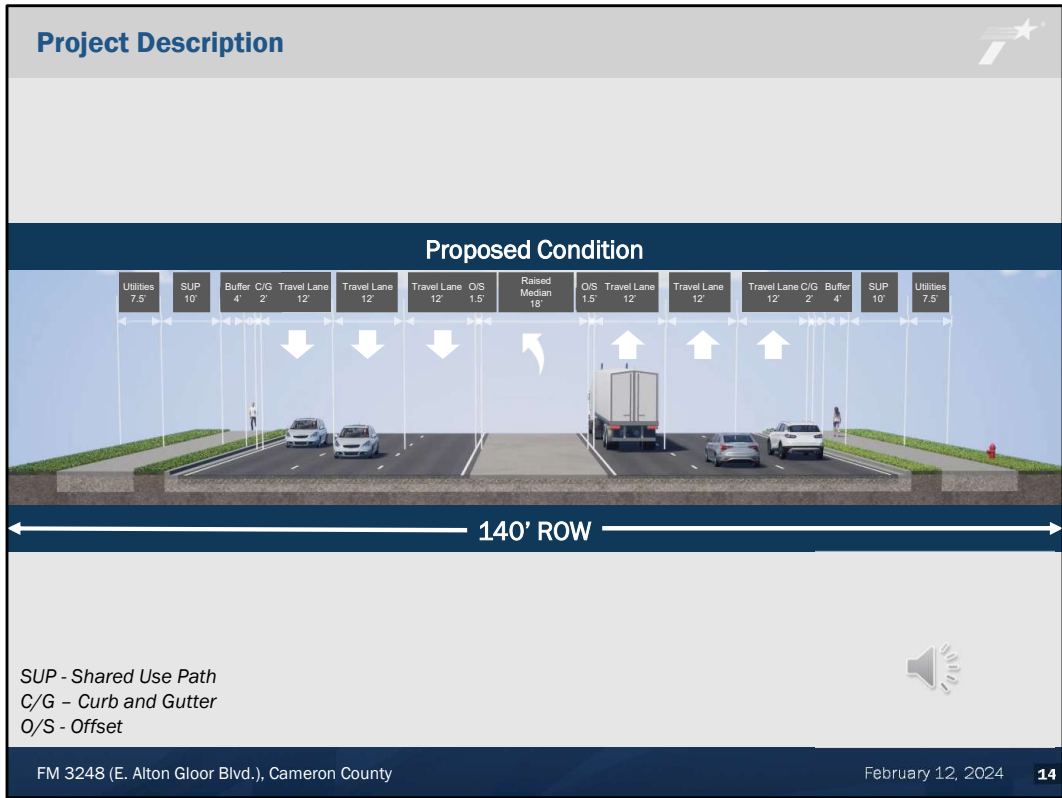 Project Description
Proposed Condition
Utilities
7.5'
SUP
10'
Buffer
4'
C/G
2'
Travel Lane
12'
Travel Lane
12'
Travel Lane
12'
O/S
1.5'
Raised
Median
18'
O/S
1.5'
Travel Lane
12'
Travel Lane
12'
Travel Lane
12'
C/G
2'
Buffer
4'
SUP
10'
Utilities
7.5'
140' ROW
SUP - Shared Use Path
C/G – Curb and Gutter
O/S - Offset
FM 3248 (E. Alton Gloor Blvd.), Cameron County
February 12, 2024
14